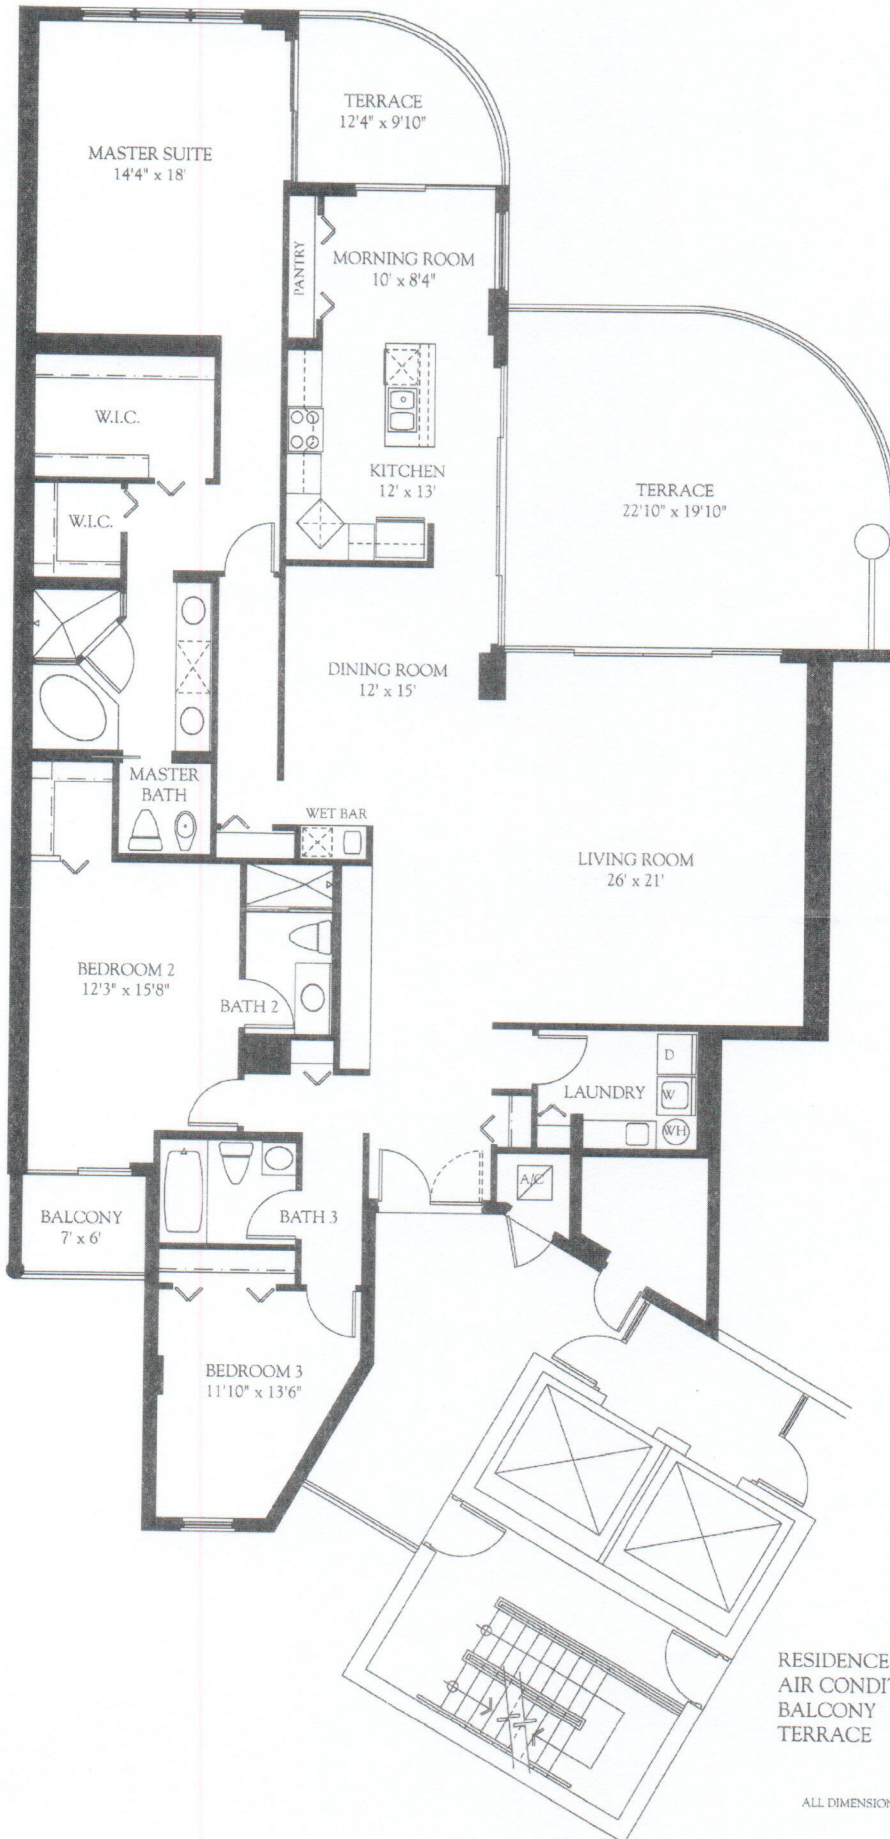 TERRACE
12'4" x 9'10"
MASTER SUITE
14'4" x 18'
PANTRY
MORNING ROOM
10' x 8'4"
W.I.C.
KITCHEN
12' x 13'
TERRACE
22'10" x 19'10"
W.I.C.
DINING ROOM
12' x 15'
MASTER
BATH
WET BAR
LIVING ROOM
26' x 21'
BEDROOM 2
12'3" x 15'8"
BATH 2
D
LAUNDRY
W
WH
A/C
BALCONY
7' x 6'
BATH 3
BEDROOM 3
11'10" x 13'6"
RESIDENCE
AIR CONDIT
BALCONY
TERRACE
ALL DIMENSION